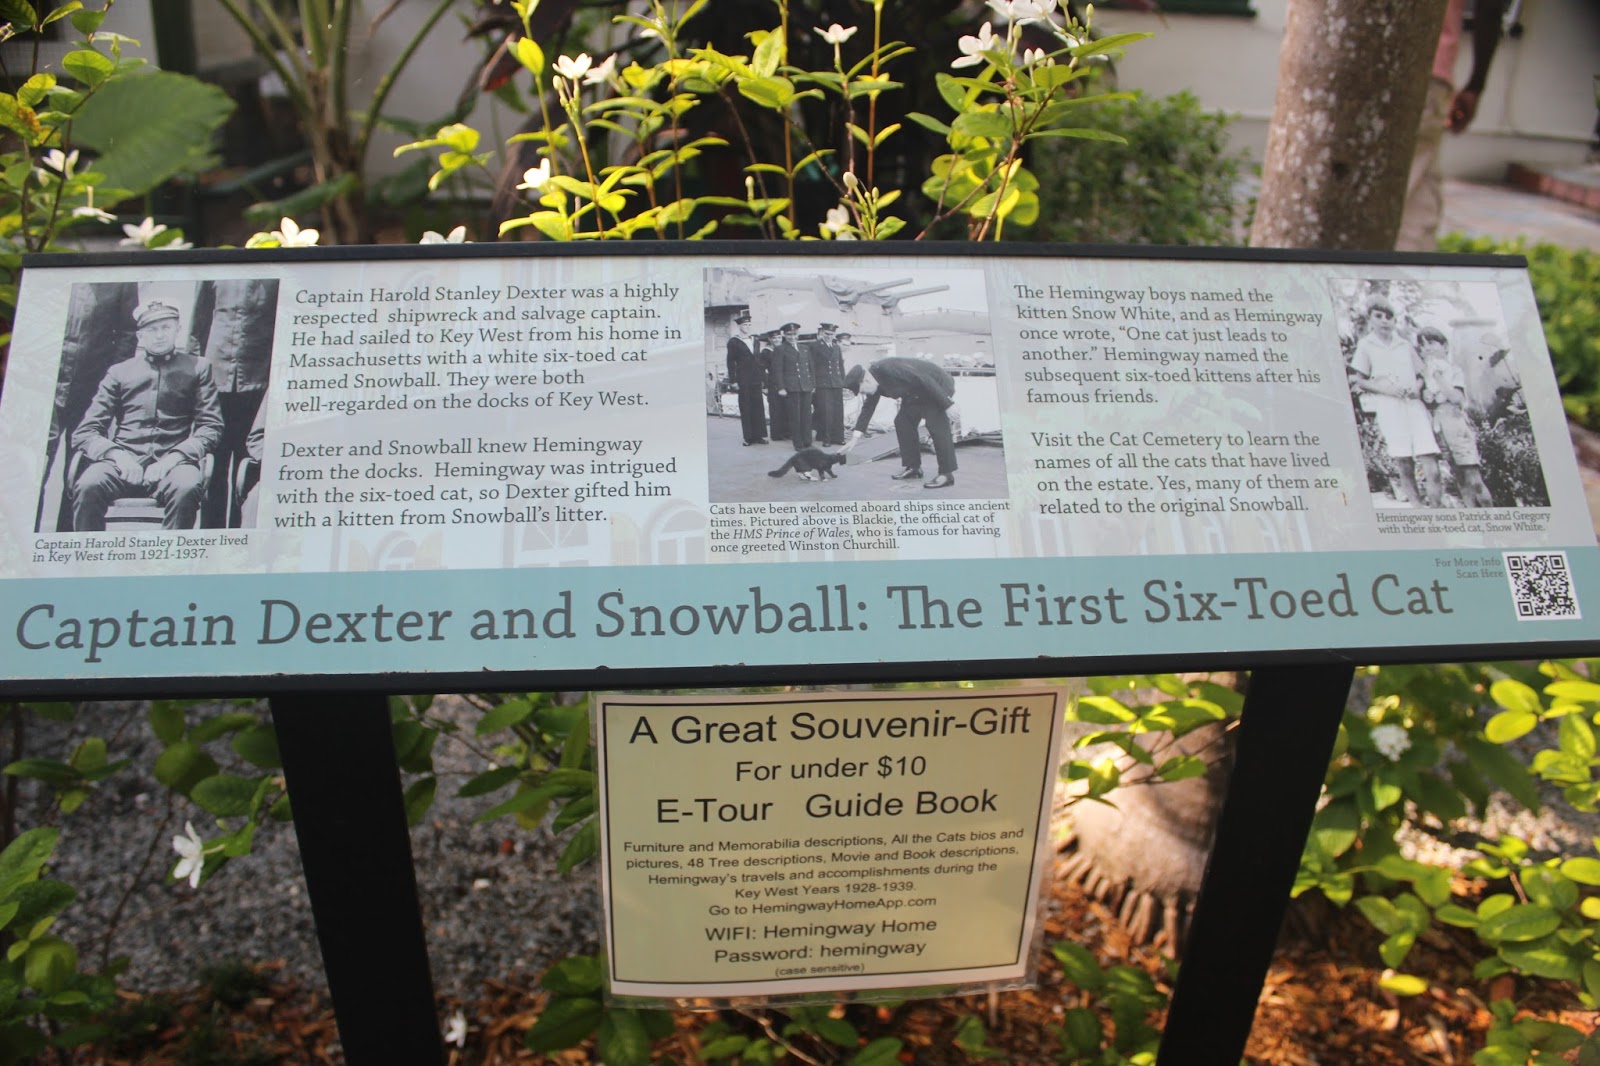 Captain Harold Stanley Dexter was a highly
respected shipwreck and salvage captain.
He had sailed to Key West from his home in
Massachusetts with a white six-toed cat
named Snowball. They were both
well-regarded on the docks of Key West.
Dexter and Snowball knew Hemingway
from the docks. Hemingway was intrigued
with the six-toed cat, so Dexter gifted him
with a kitten from Snowball's litter.
Captain Harold Stanley Dexter lived
in Key West from 1921-1937.
Cats have been welcomed aboard ships since ancient
times. Pictured above is Blackie, the official cat of
the HMS Prince of Wales, who is famous for having
once greeted Winston Churchill.
The Hemingway boys named the
kitten Snow White, and as Hemingway
once wrote, “One cat just leads to
another.” Hemingway named the
subsequent six-toed kittens after his
famous friends.
Visit the Cat Cemetery to learn the
names of all the cats that have lived
on the estate. Yes, many of them are
related to the original Snowball.
Hemingway sons Patrick and Gregory
with their six-toed cat, Snow White.
For More Info
Scan Here
Captain Dexter and Snowball: The First Six-Toed Cat
A Great Souvenir-Gift
For under $10
E-Tour Guide Book
Furniture and Memorabilia descriptions, All the Cats bios and
pictures, 48 Tree descriptions, Movie and Book descriptions,
Hemingway's travels and accomplishments during the
Key West Years 1928-1939.
Go to HemingwayHomeApp.com
WIFI: Hemingway Home
Password: hemingway
(case sensitive)